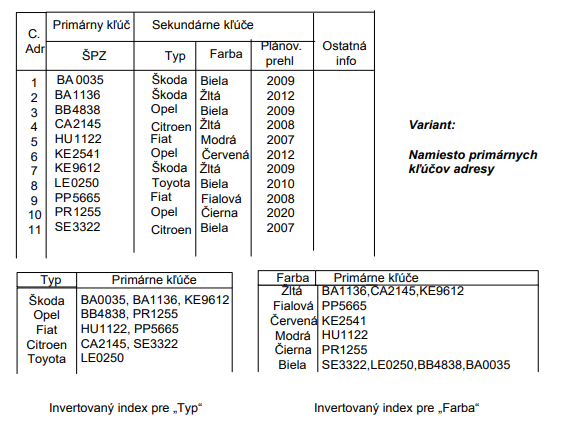 C. Adr Primárny kľúč Sekundárne kľúče
ŠPZ Typ Farba Plánov. prehl Ostatná info
1 BA 0035 Škoda Biela 2009
2 BA1136 Škoda Žltá 2012
3 BB4838 Opel Biela 2009
4 CA2145 Citroen Žltá 2008
5 HU1122 Fiat Modrá 2007
6 KE2541 Opel Červená 2012
7 KE9612 Škoda Žltá 2009
8 LE0250 Toyota Biela 2010
9 PP5665 Fiat Fialová 2008
10 PR1255 Opel Čierna 2020
11 SE3322 Citroen Biela 2007
Variant:
Namiesto primárnych
kľúčov adresy
Typ Primárne kľúče
Škoda BA0035, BA1136, KE9612
Opel BB4838, PR1255
Fiat HU1122, PP5665
Citroen CA2145, SE3322
Toyota LE0250
Invertovaný index pre „Typ“
Farba Primárne kľúče
Žltá BA1136,CA2145,KE9612
Fialová PP5665
Červená KE2541
Modrá HU1122
Čierna PR1255
Biela SE3322,LE0250,BB4838,BA0035
Invertovaný index pre „Farba“